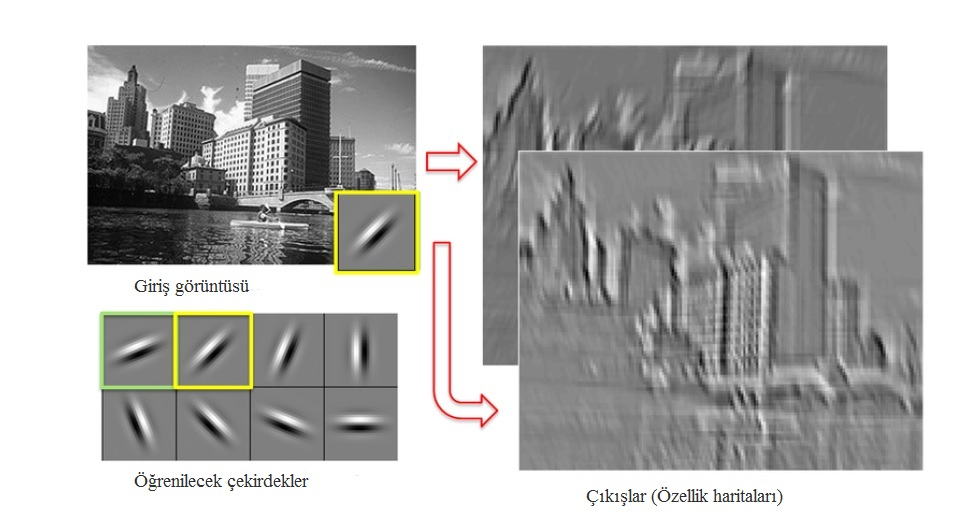 Giriş görüntüsü
Öğrenilecek çekirdekler
Çıkışlar (Özellik haritaları)